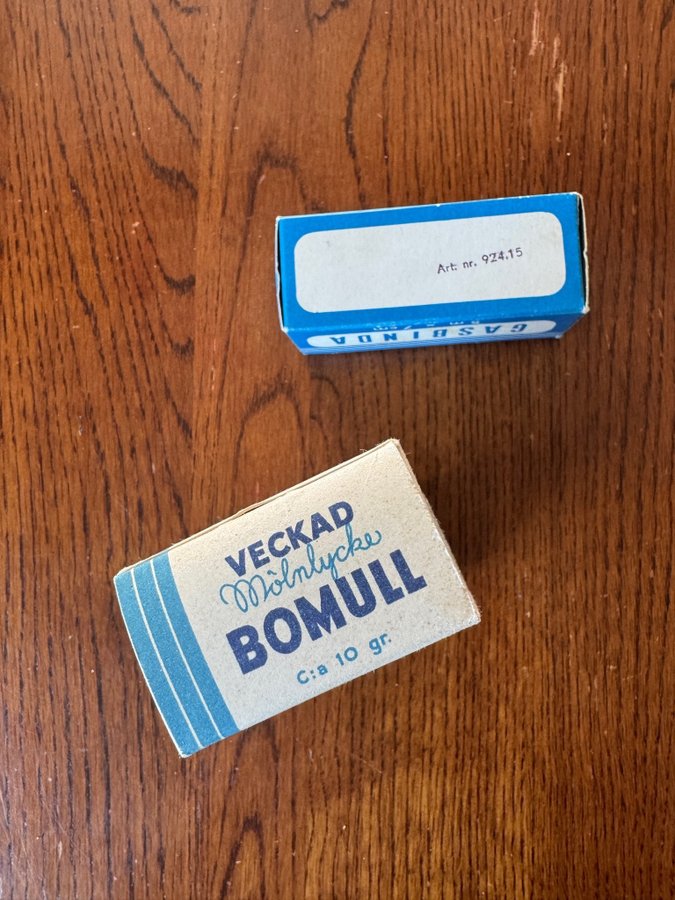 Art. nr. 924.15
GASBINDA
VECKAD
Mölnlycke
BOMULL
C:a 10 gr.